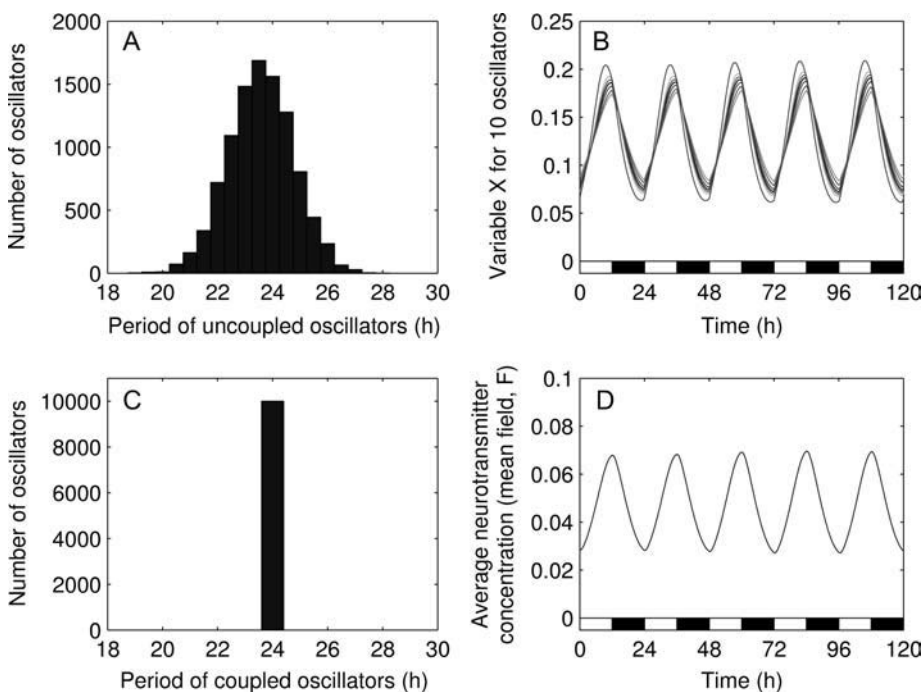 A
2000
1500
1000
500
0
18 20 22 24 26 28 30
Number of oscillators
Period of uncoupled oscillators (h)
B
0.25
0.2
0.15
0.1
0.05
0
0 24 48 72 96 120
Variable X for 10 oscillators
Time (h)
C
10000
8000
6000
4000
2000
0
18 20 22 24 26 28 30
Number of oscillators
Period of coupled oscillators (h)
D
0.1
0.08
0.06
0.04
0.02
0
0 24 48 72 96 120
Average neurotransmitter
concentration (mean field, F)
Time (h)